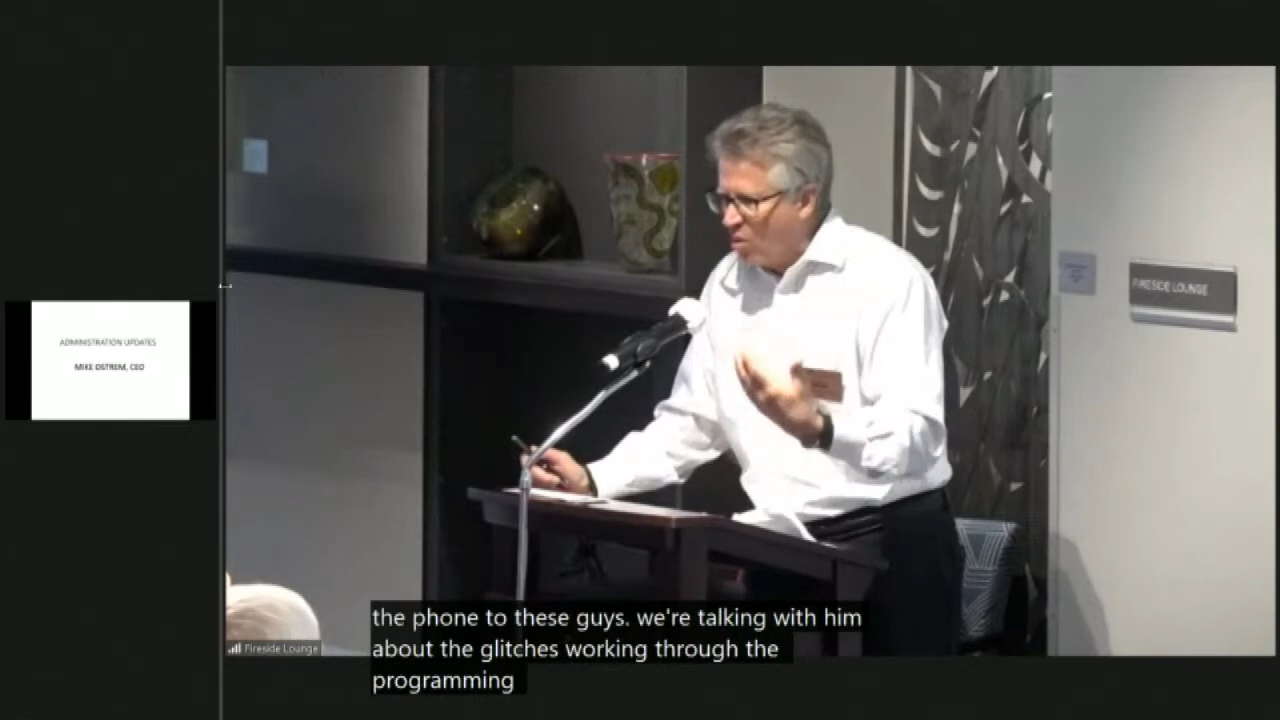 ADMINISTRATION UPDATES
MIKE OSTREM, CEO
FIRESIDE LOUNGE
Fireside Lounge
the phone to these guys. we're talking with him
about the glitches working through the
programming